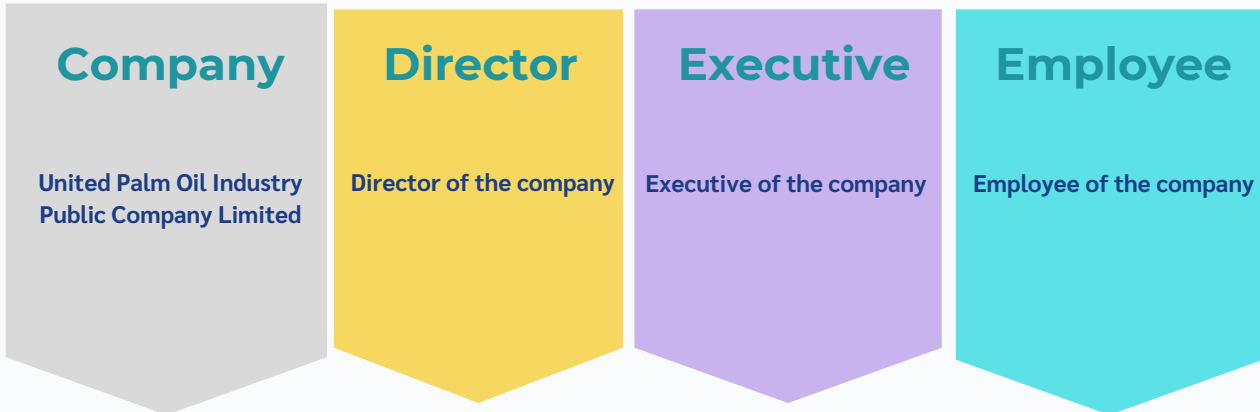 Company
United Palm Oil Industry
Public Company Limited
Director
Director of the company
Executive
Executive of the company
Employee
Employee of the company